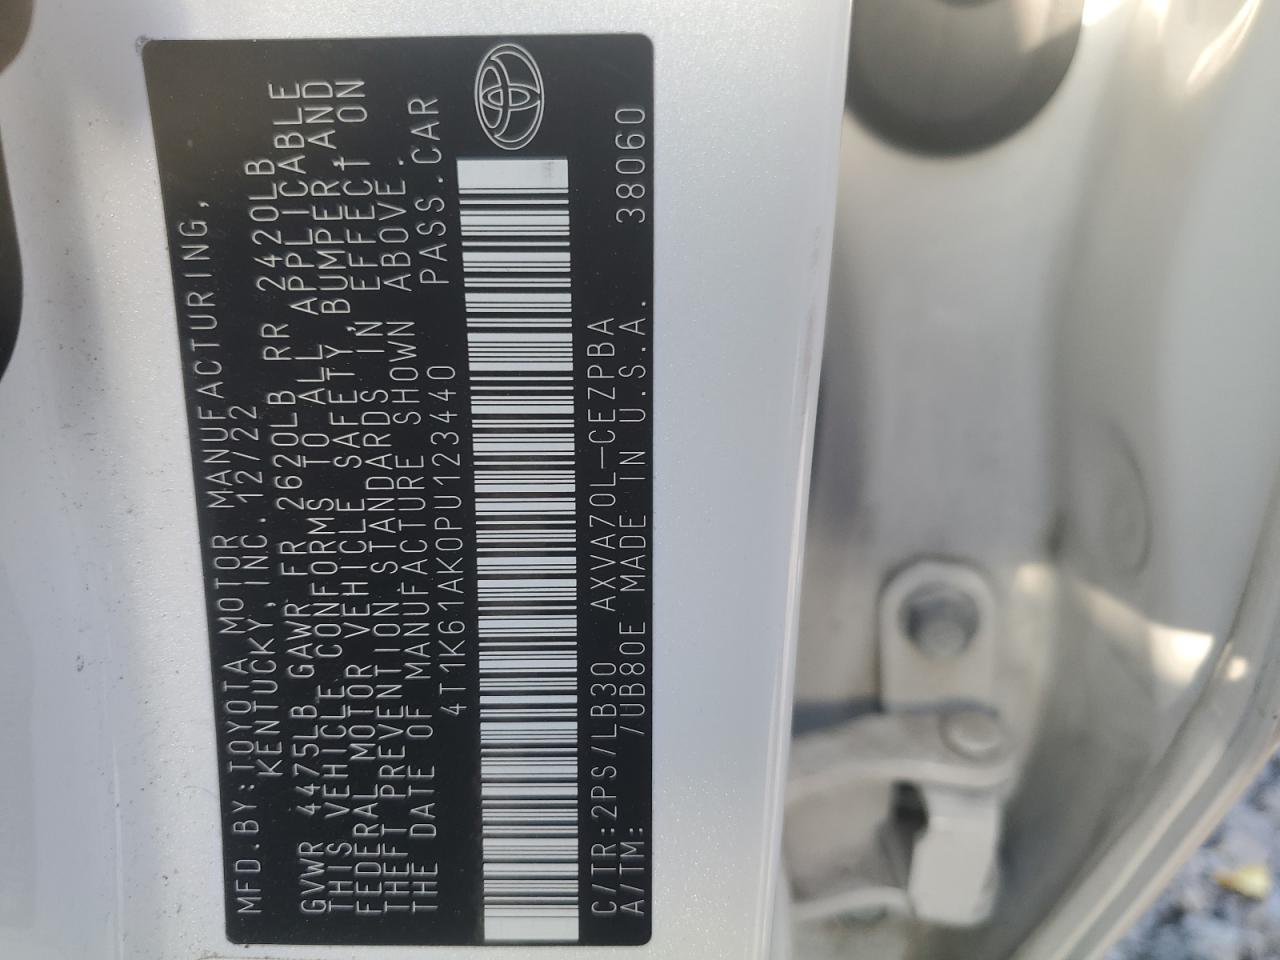 MFD.BY:TOYOTA MOTOR MANUFACTURING,
KENTUCKY, INC. 12/22
GVWR 4475LB GAWR FR 2620LB RR 2420LB
THIS VEHICLE CONFORMS TO ALL APPLICABLE
FEDERAL MOTOR VEHICLE SAFETY, BUMPER, AND
THEFT PREVENTION STANDARDS IN EFFECT ON
THE DATE OF MANUFACTURE SHOWN ABOVE.
4T1K61AK0PU123440 PASS.CAR
C/TR:2PS/LB30 AXVA70L-CEZPBA
A/TM: /UB80E MADE IN U.S.A. 38060